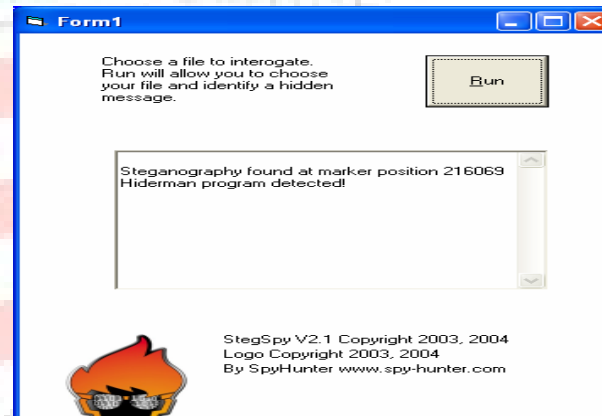 Form1
Choose a file to interogate.
Run will allow you to choose
your file and identify a hidden
message.
Run
Steganography found at marker position 216069
Hiderman program detected!
StegSpy V2.1 Copyright 2003, 2004
Logo Copyright 2003, 2004
By SpyHunter www.spy-hunter.com